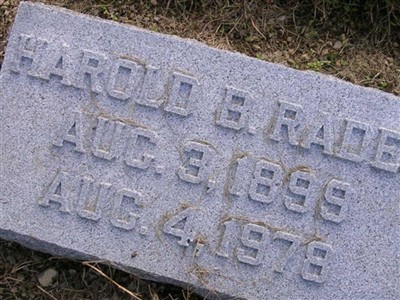 HAROLD E. RADE
AUG. 3, 1899
AUG. 4, 1978